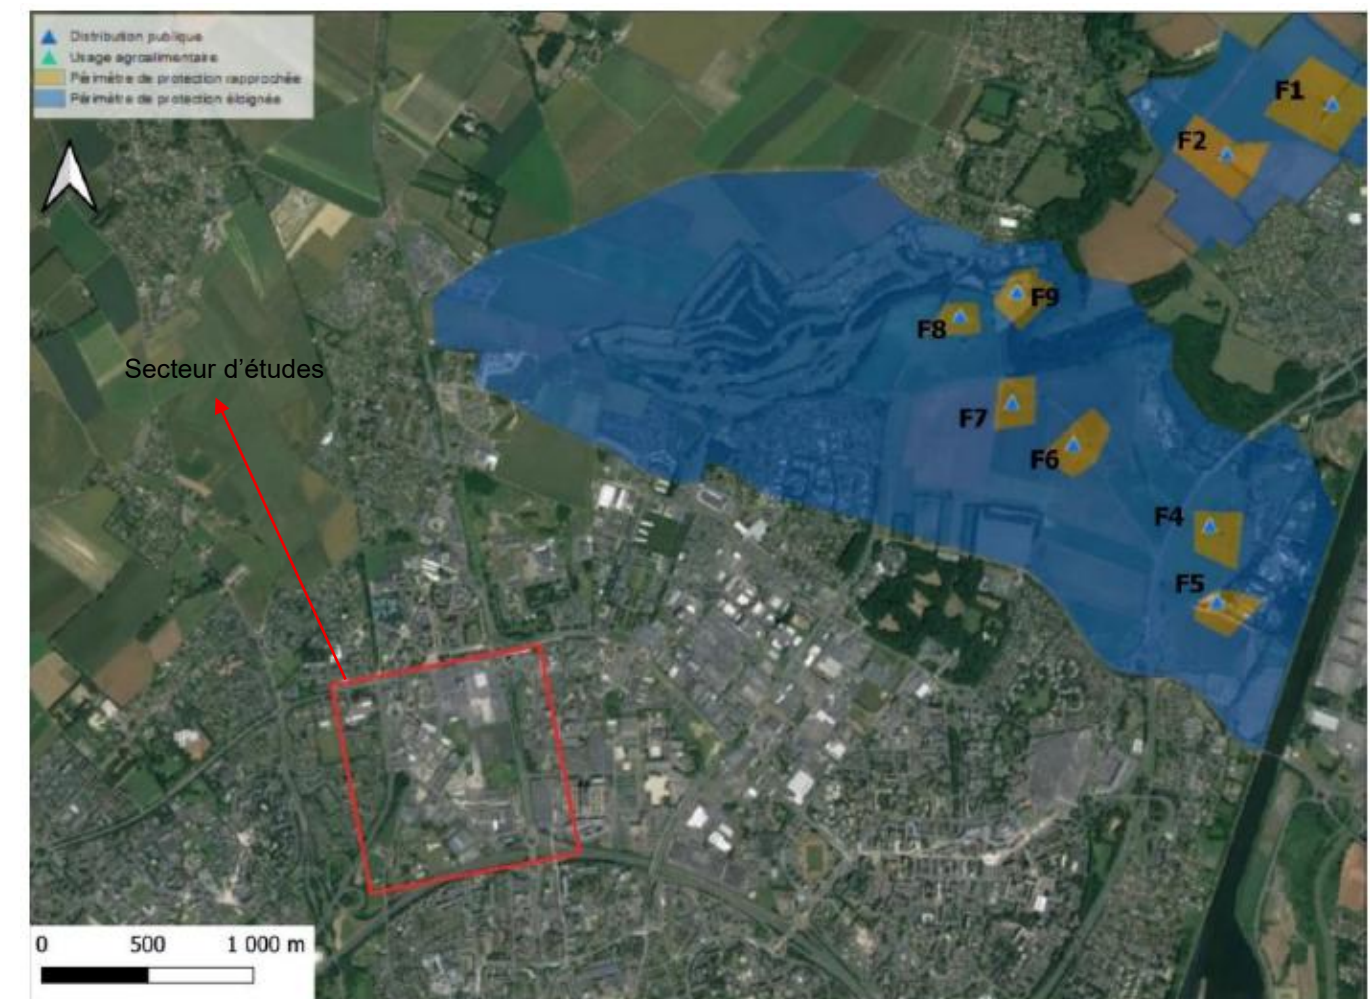 Distribution publique
Usage agroalimentaire
Périmètre de protection rapprochée
Périmètre de protection éloignée
F1
F2
F9
F8
Secteur d’études
F7
F6
F4
F5
0 500 1 000 m